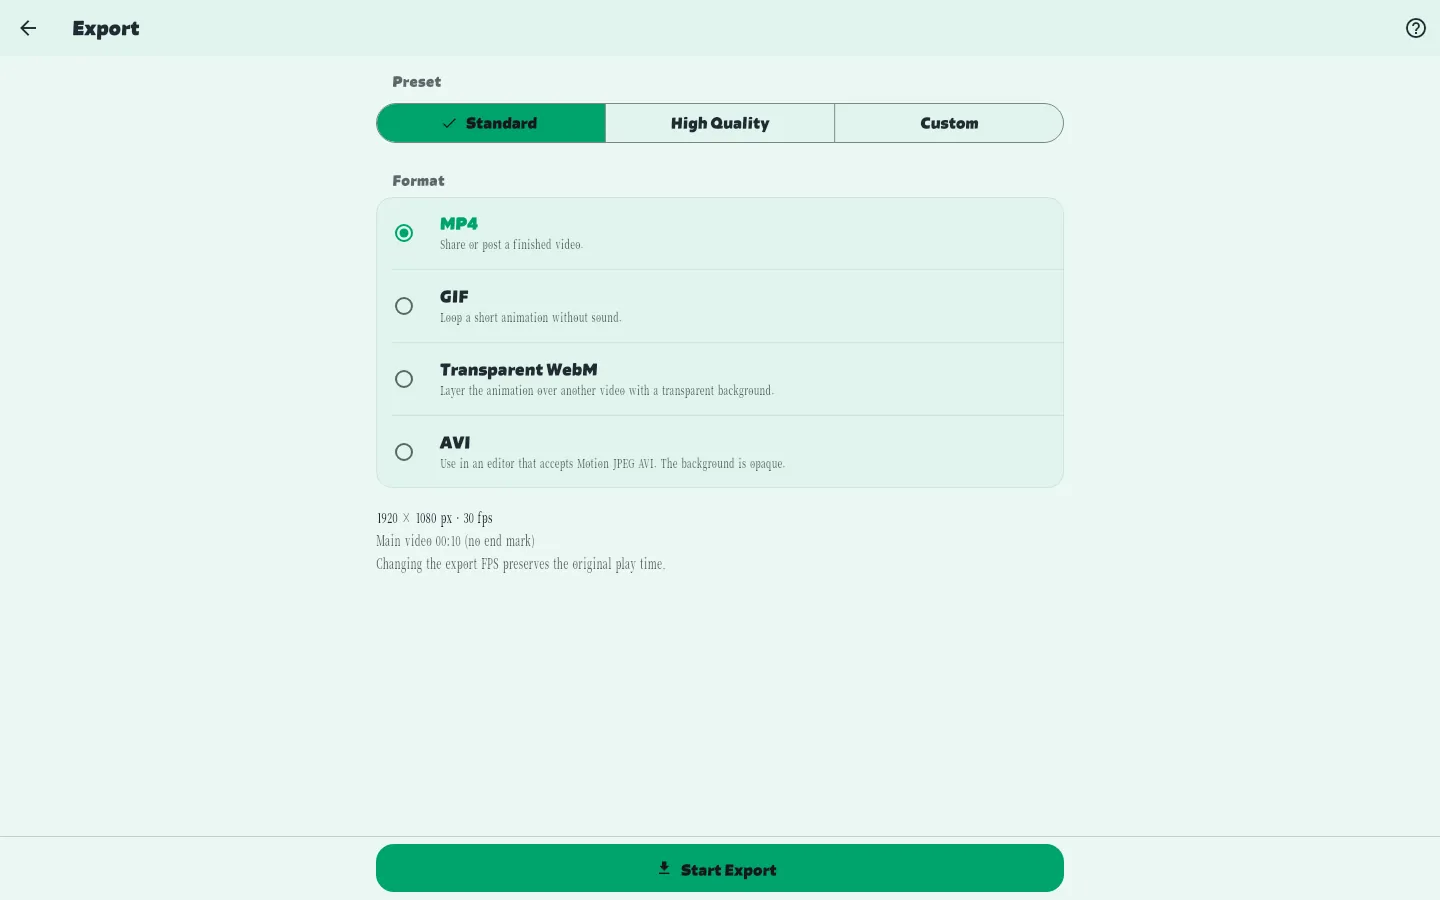 Export
Preset
Standard
High Quality
Custom
Format
MP4
Share or post a finished video.
GIF
Loop a short animation without sound.
Transparent WebM
Layer the animation over another video with a transparent background.
AVI
Use in an editor that accepts Motion JPEG AVI. The background is opaque.
1920 × 1080 px · 30 fps
Main video 00:10 (no end mark)
Changing the export FPS preserves the original play time.
Start Export